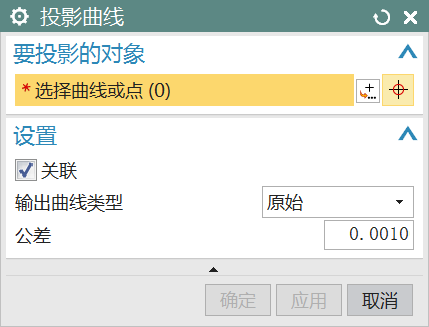 投影曲线
要投影的对象
* 选择曲线或点 (0)
设置
关联
输出曲线类型 原始
公差 0.0010
确定 应用 取消